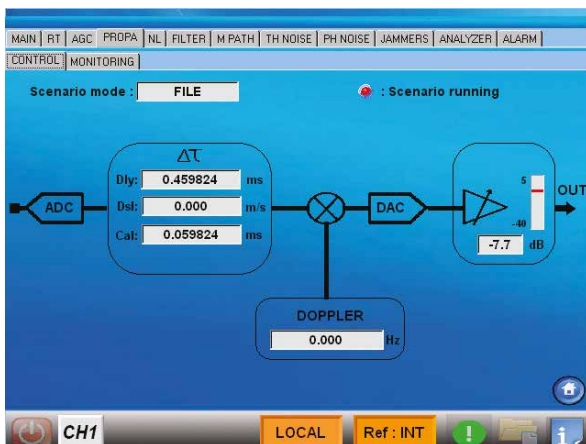 MAIN RT AGC PROPA NL FILTER M PATH TH NOISE PH NOISE JAMMERS ANALYZER ALARM
CONTROL MONITORING
Scenario mode : FILE : Scenario running
Δτ
Dly: 0.459824 ms
Dsl: 0.000 m/s
Cal: 0.059824 ms
ADC
DAC
5
-40
-7.7 dB
OUT
DOPPLER
0.000 Hz
CH1 LOCAL Ref : INT